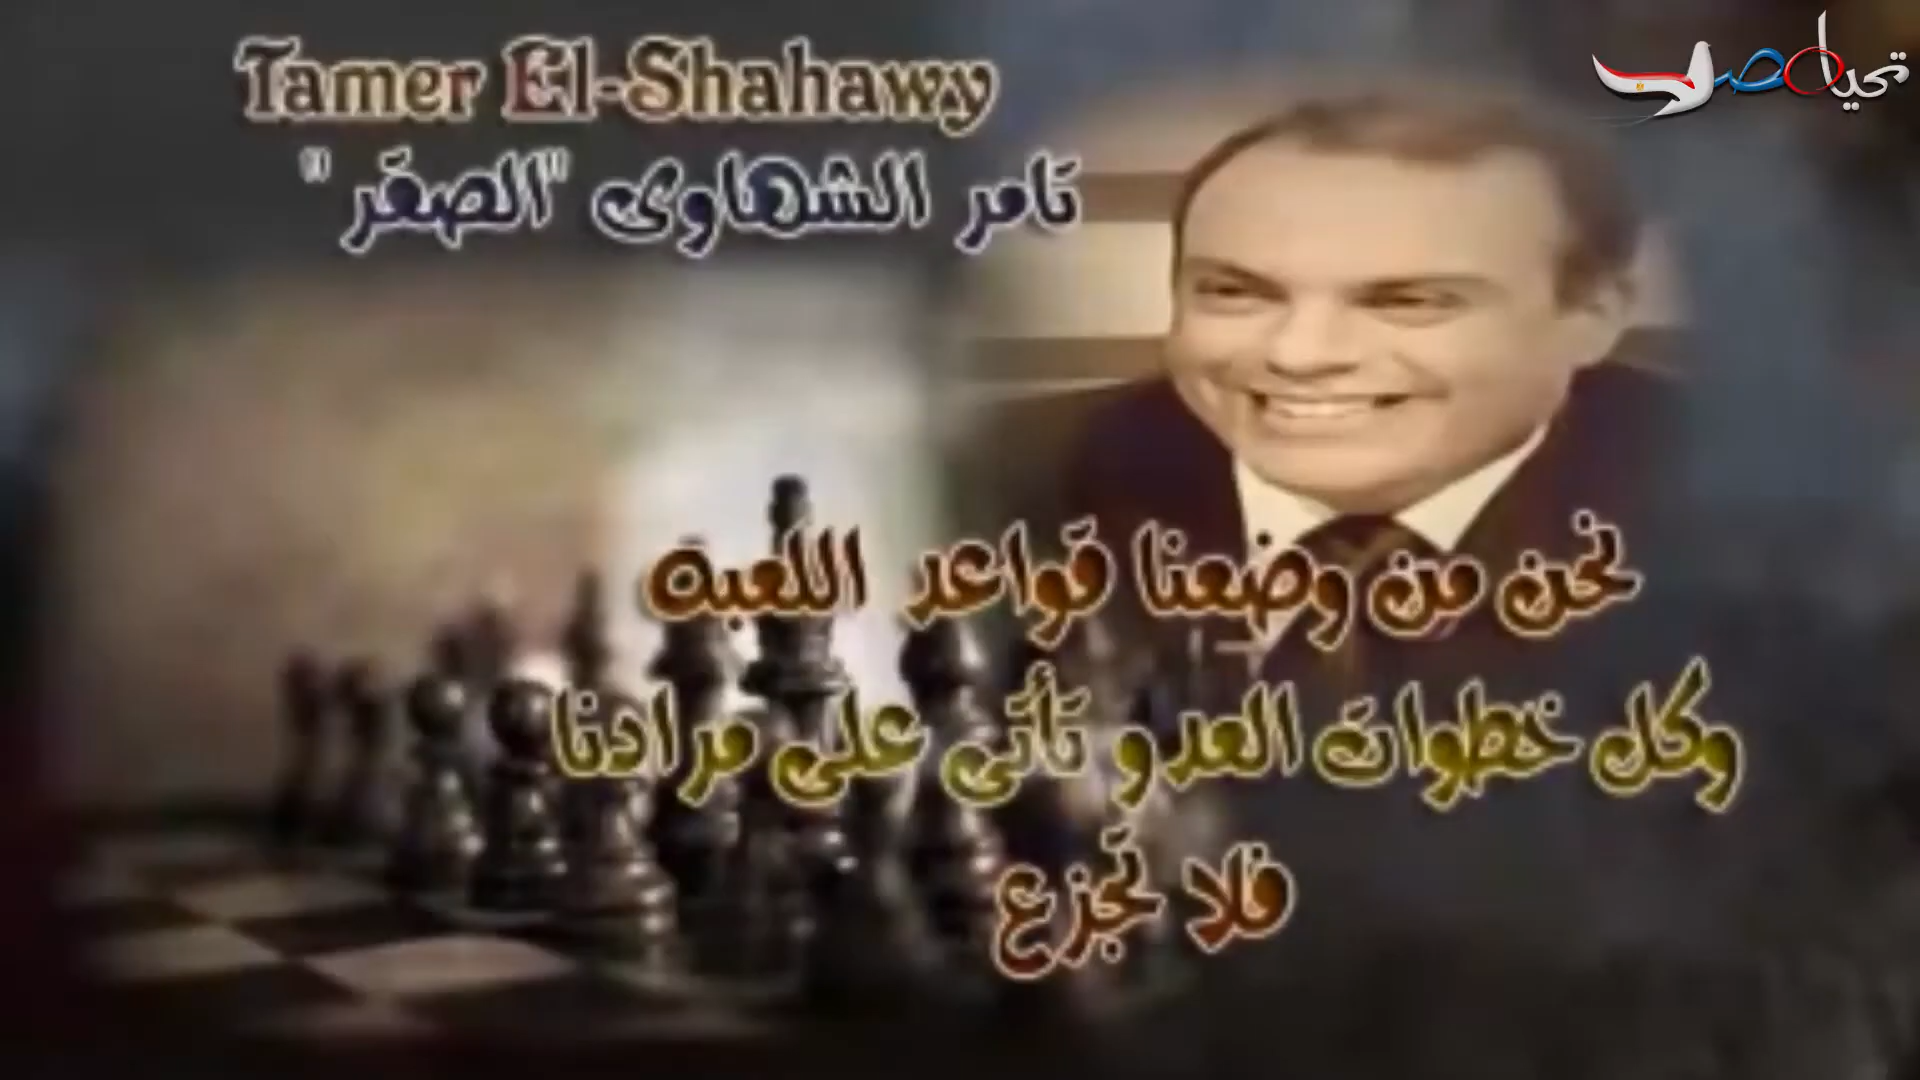 تحيا مصر
Tamer El-Shahawy
تامر الشهاوى "الصقر"
نحن من وضعنا قواعد اللعبة
وكل خطوات العدو تأتى على مرادنا
فلا تجزع